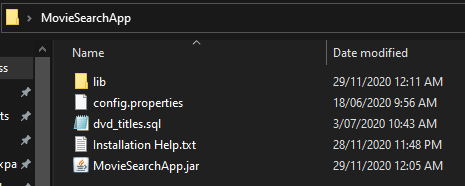 MovieSearchApp
Name Date modified
lib 29/11/2020 12:11 AM
config.properties 18/06/2020 9:56 AM
dvd_titles.sql 3/07/2020 10:43 AM
Installation Help.txt 28/11/2020 11:48 PM
MovieSearchApp.jar 29/11/2020 12:05 AM